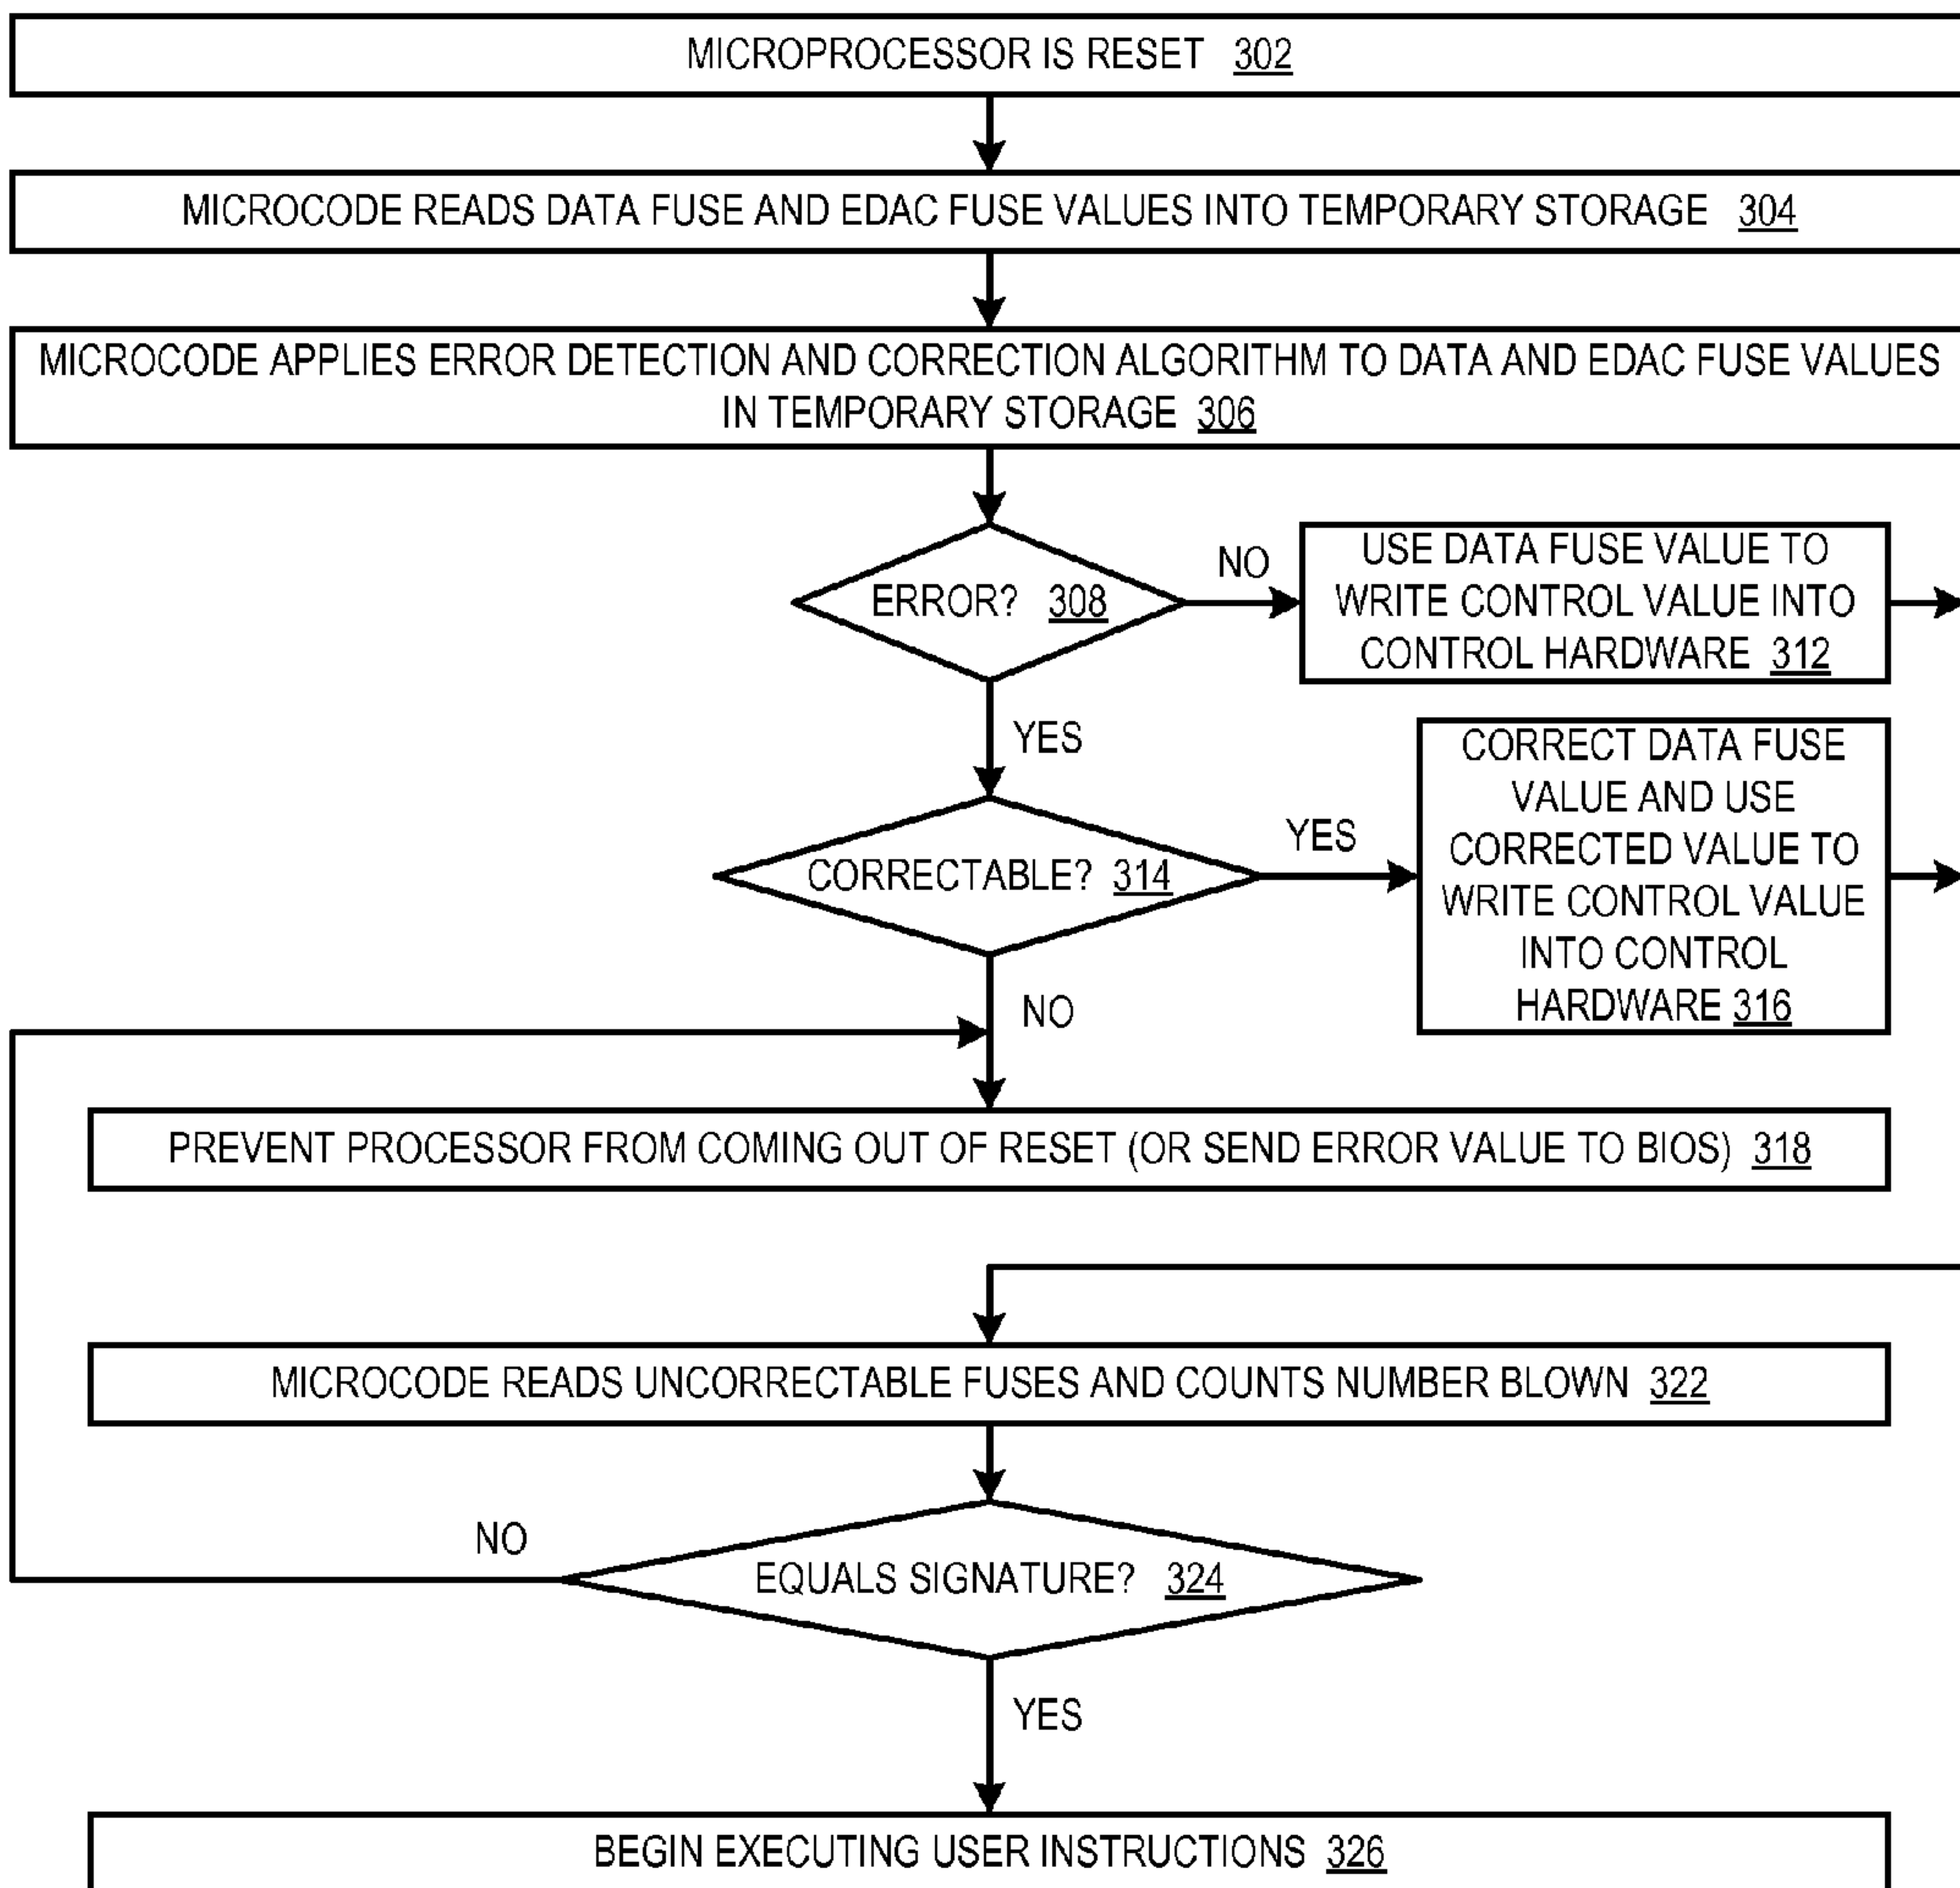 MICROPROCESSOR IS RESET 302
MICROCODE READS DATA FUSE AND EDAC FUSE VALUES INTO TEMPORARY STORAGE 304
MICROCODE APPLIES ERROR DETECTION AND CORRECTION ALGORITHM TO DATA AND EDAC FUSE VALUES
IN TEMPORARY STORAGE 306
ERROR? 308
NO
USE DATA FUSE VALUE TO
WRITE CONTROL VALUE INTO
CONTROL HARDWARE 312
YES
CORRECTABLE? 314
YES
CORRECT DATA FUSE
VALUE AND USE
CORRECTED VALUE TO
WRITE CONTROL VALUE
INTO CONTROL
HARDWARE 316
NO
PREVENT PROCESSOR FROM COMING OUT OF RESET (OR SEND ERROR VALUE TO BIOS) 318
MICROCODE READS UNCORRECTABLE FUSES AND COUNTS NUMBER BLOWN 322
NO
EQUALS SIGNATURE? 324
YES
BEGIN EXECUTING USER INSTRUCTIONS 326